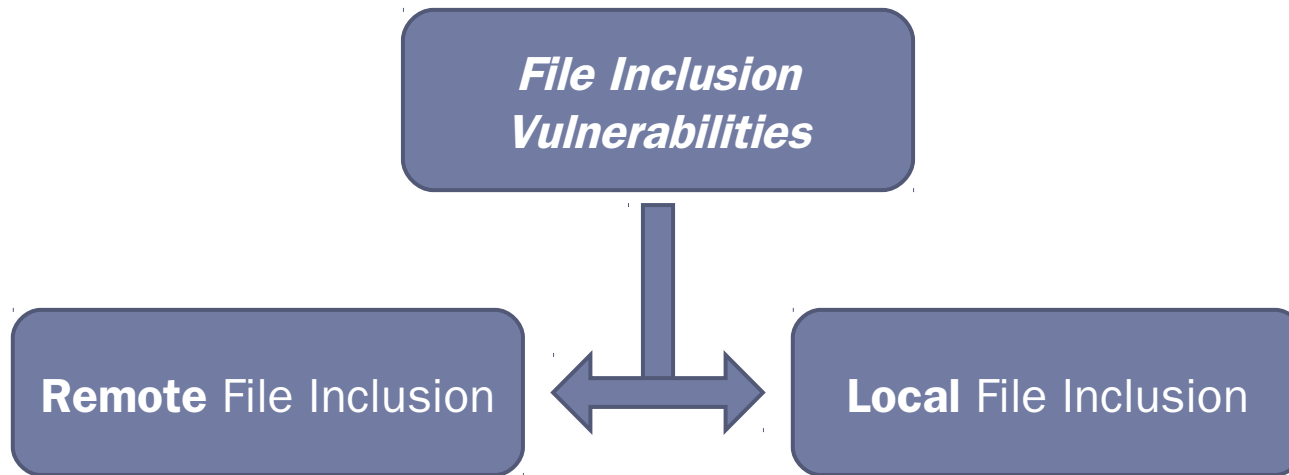 File Inclusion
Vulnerabilities
Remote File Inclusion
Local File Inclusion